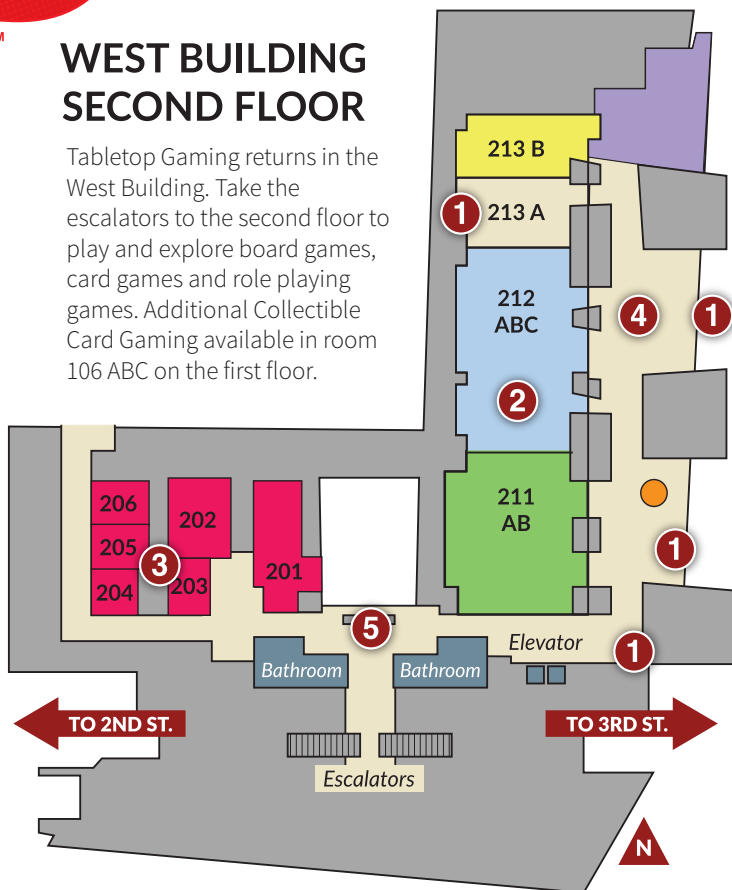 M
WEST BUILDING
SECOND FLOOR
Tabletop Gaming returns in the
West Building. Take the
escalators to the second floor to
play and explore board games,
card games and role playing
games. Additional Collectible
Card Gaming available in room
106 ABC on the first floor.
213 B
1
213 A
212
ABC
4
1
2
211
AB
206
202
205
3
201
204
203
1
5
Elevator
1
Bathroom
Bathroom
TO 2ND ST.
TO 3RD ST.
Escalators
N